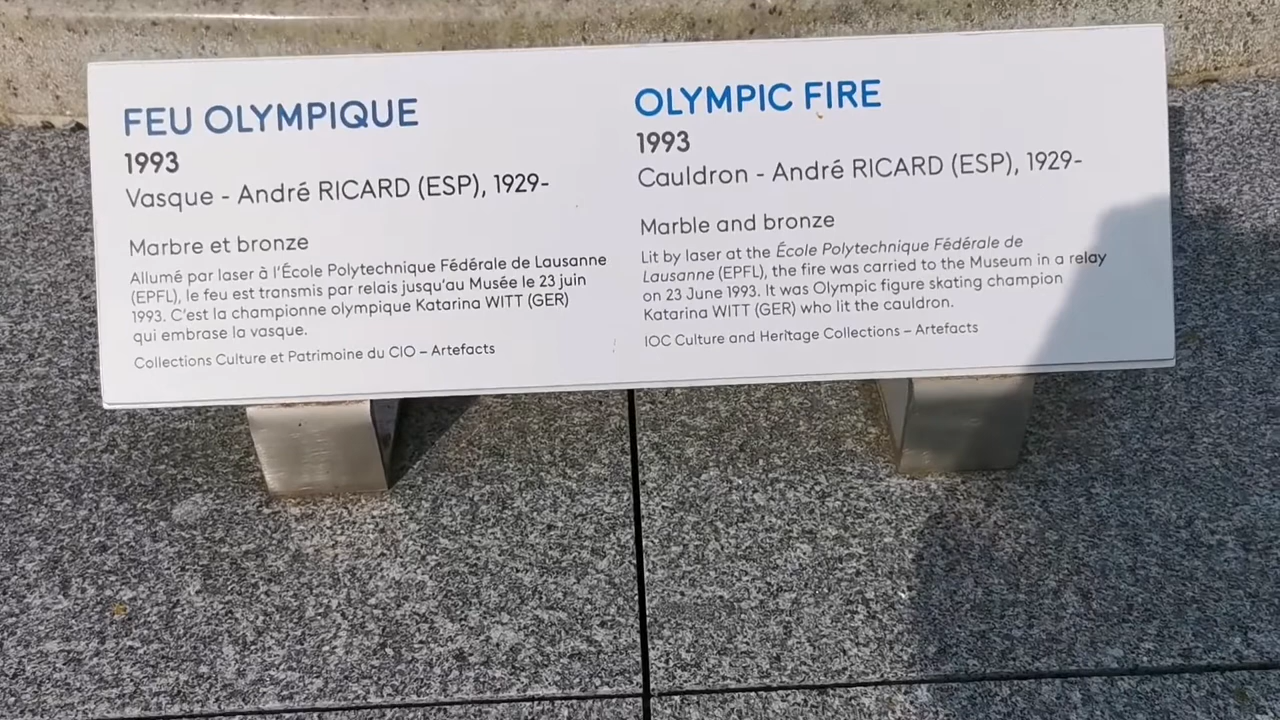 FEU OLYMPIQUE
1993
Vasque - André RICARD (ESP), 1929-
Marbre et bronze
Allumé par laser à l'École Polytechnique Fédérale de Lausanne
(EPFL), le feu est transmis par relais jusqu'au Musée le 23 juin
1993. C'est la championne olympique Katarina WITT (GER)
qui embrase la vasque.
Collections Culture et Patrimoine du CIO – Artefacts
OLYMPIC FIRE
1993
Cauldron - André RICARD (ESP), 1929-
Marble and bronze
Lit by laser at the École Polytechnique Fédérale de
Lausanne (EPFL), the fire was carried to the Museum in a relay
on 23 June 1993. It was Olympic figure skating champion
Katarina WITT (GER) who lit the cauldron.
IOC Culture and Heritage Collections – Artefacts